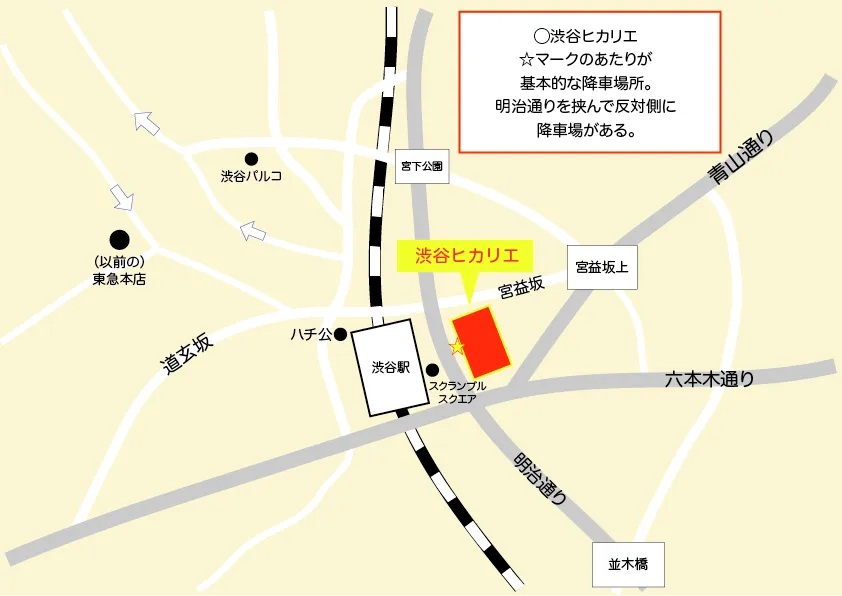 ◯渋谷ヒカリエ
☆マークのあたりが
基本的な降車場所。
明治通りを挟んで反対側に
降車場がある。
青山通り
宮下公園
渋谷パルコ
(以前の)
東急本店
渋谷ヒカリエ
宮益坂上
宮益坂
ハチ公
道玄坂
渋谷駅
スクランブル
スクエア
六本木通り
明治通り
並木橋